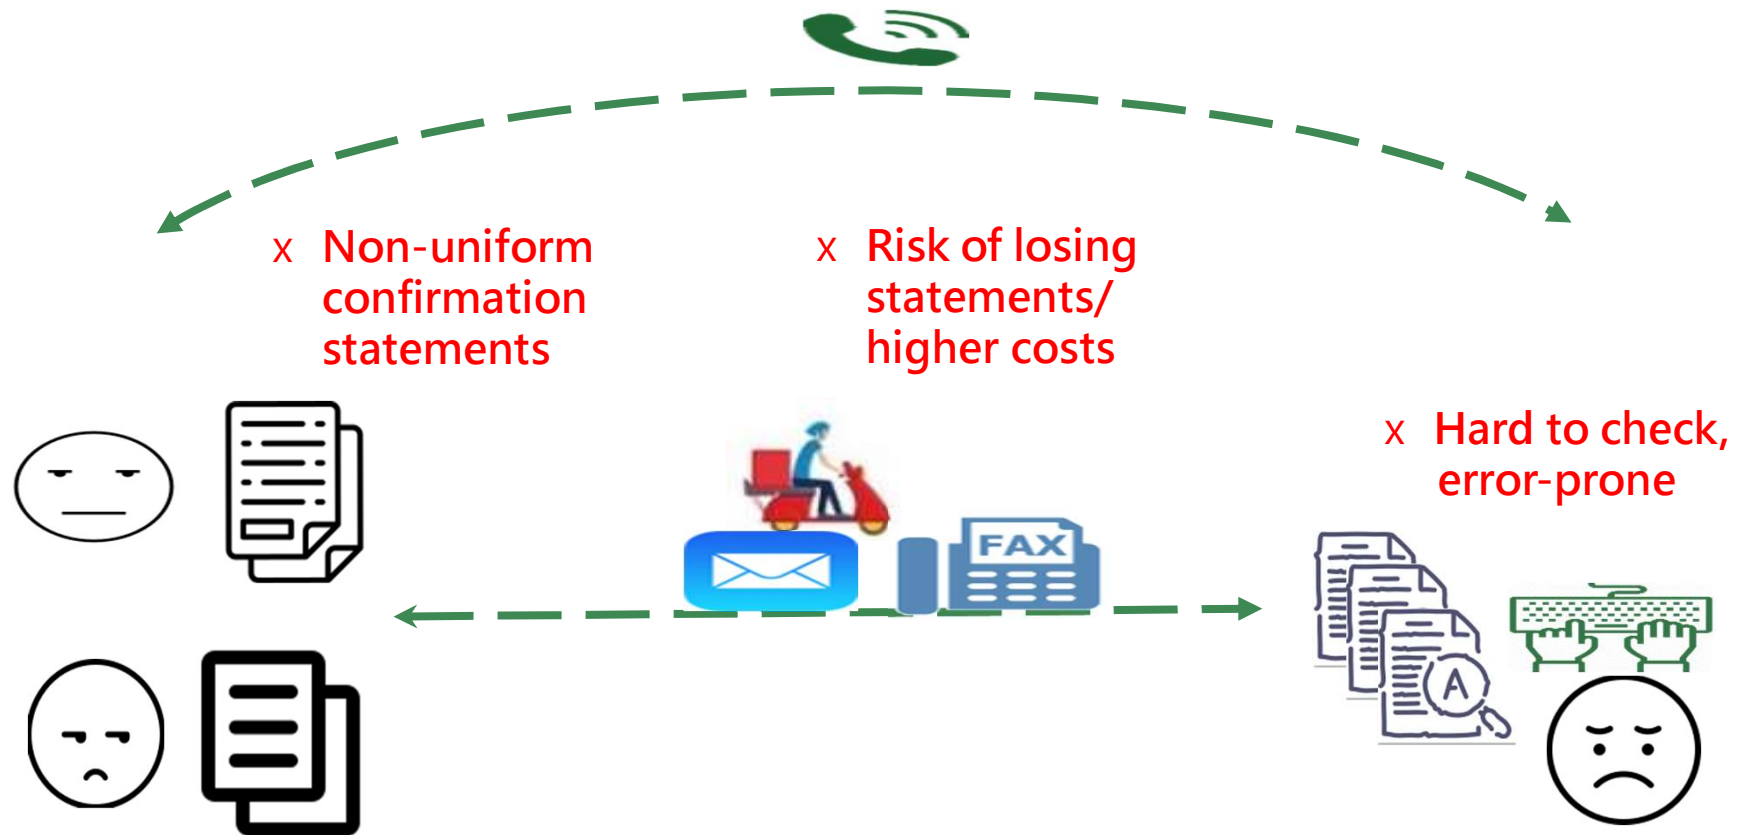 x Non-uniform
confirmation
statements
x Risk of losing
statements/
higher costs
x Hard to check,
error-prone
FAX
A